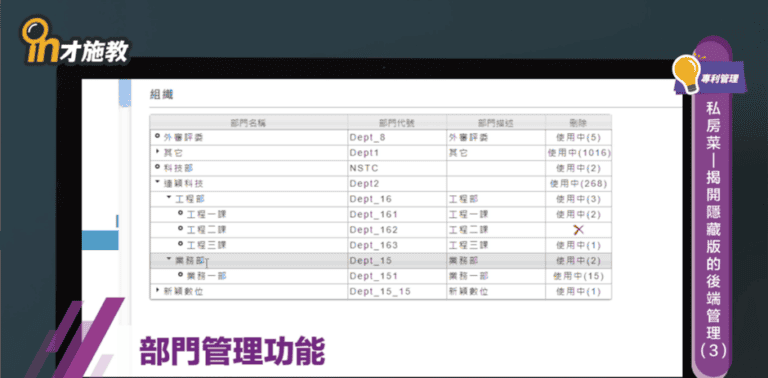 in才施教
專利管理
私房菜—揭開隱藏版的後端管理(3)
組織
部門名稱 部門代號 部門描述 刪除
外審評委 Dept_8 外審評委 使用中(5)
其它 Dept1 其它 使用中(1016)
科技部 NSTC 使用中(2)
連穎科技 Dept2 使用中(268)
工程部 Dept_16 工程部 使用中(3)
工程一課 Dept_161 工程一課 使用中(2)
工程二課 Dept_162 工程二課
工程三課 Dept_163 工程三課 使用中(1)
業務部 Dept_15 業務部 使用中(2)
業務一部 Dept_151 業務一部 使用中(15)
新穎數位 Dept_15_15 新穎數位 使用中(1)
部門管理功能